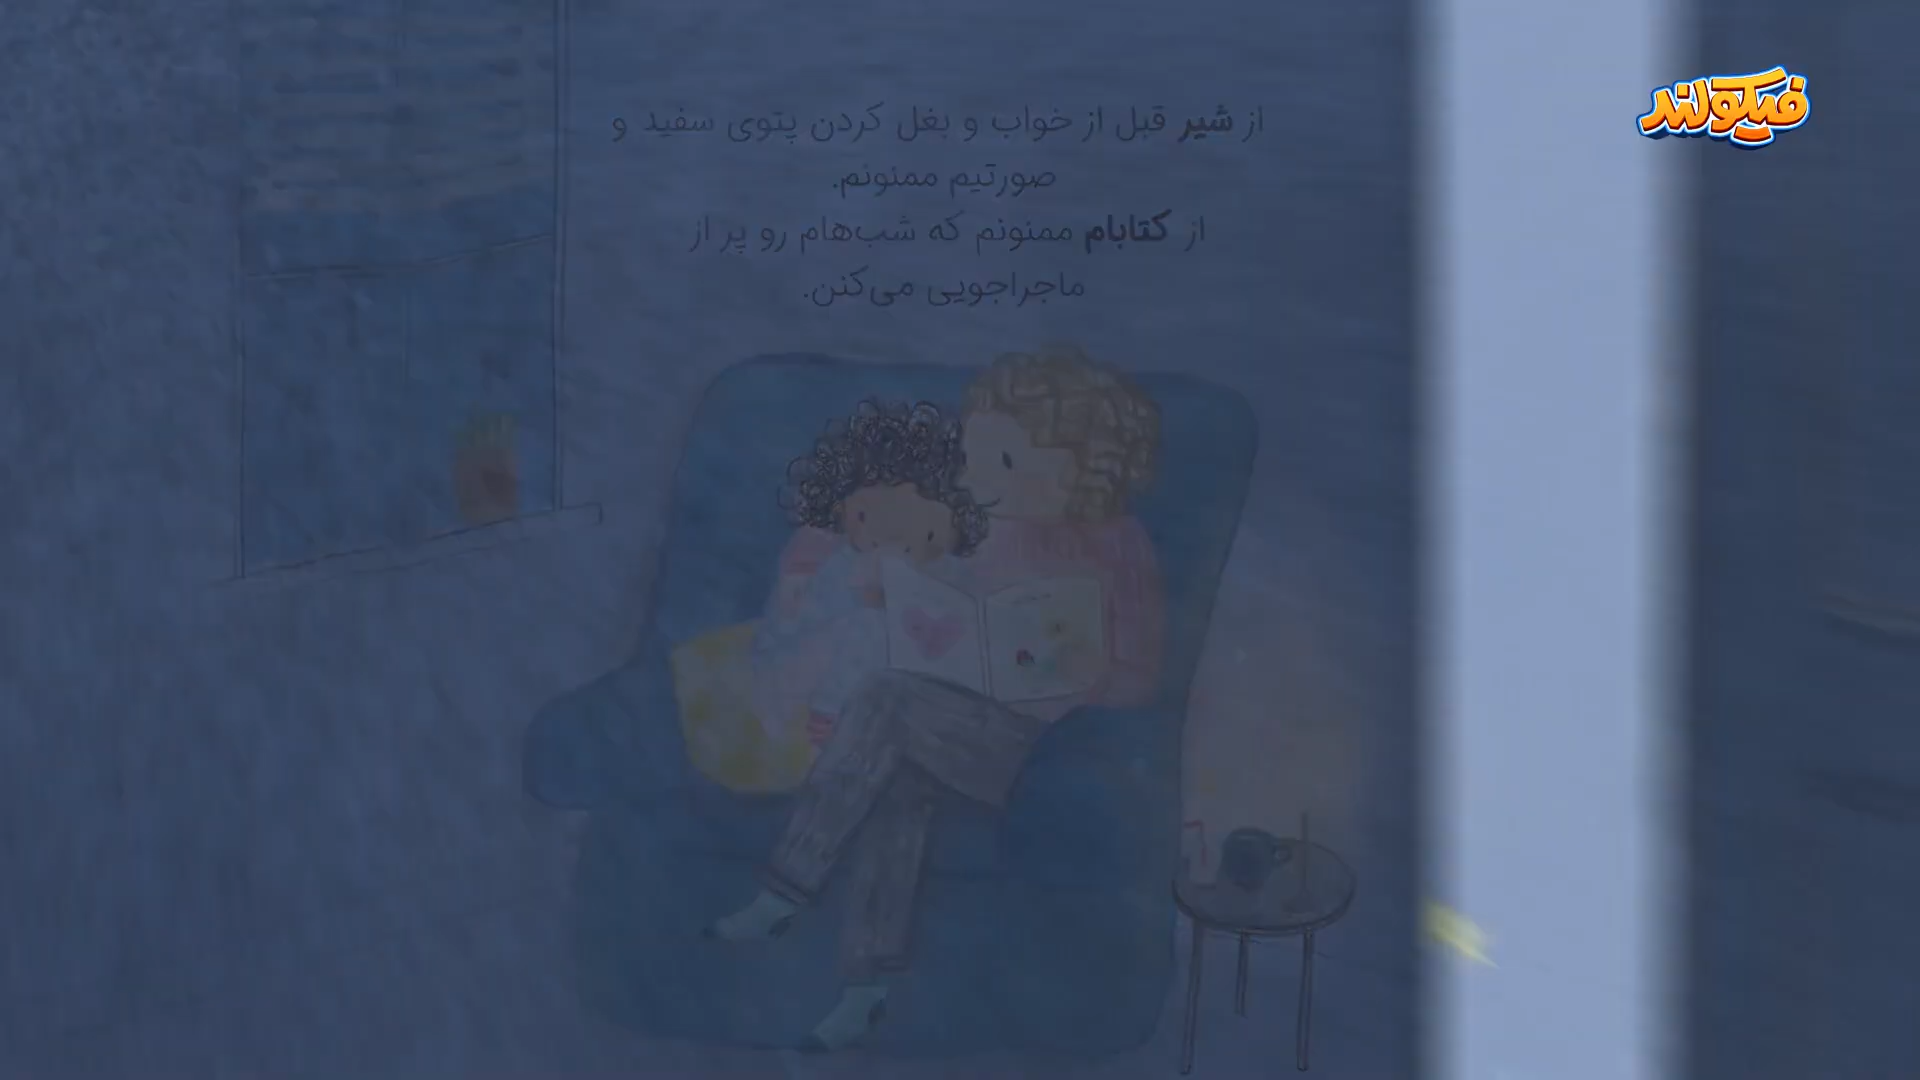 فیکولند
از شیر قبل از خواب و بغل کردن پتوی سفید و
صورتیم ممنونم.
از کتابام ممنونم که شب‌هام رو پر از
ماجراجویی می‌کنن.